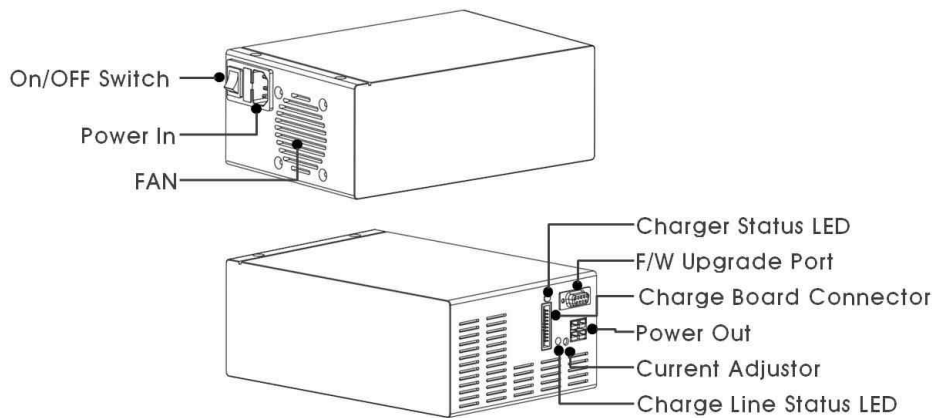 On/OFF Switch
Power In
FAN
Charger Status LED
F/W Upgrade Port
Charge Board Connector
Power Out
Current Adjustor
Charge Line Status LED